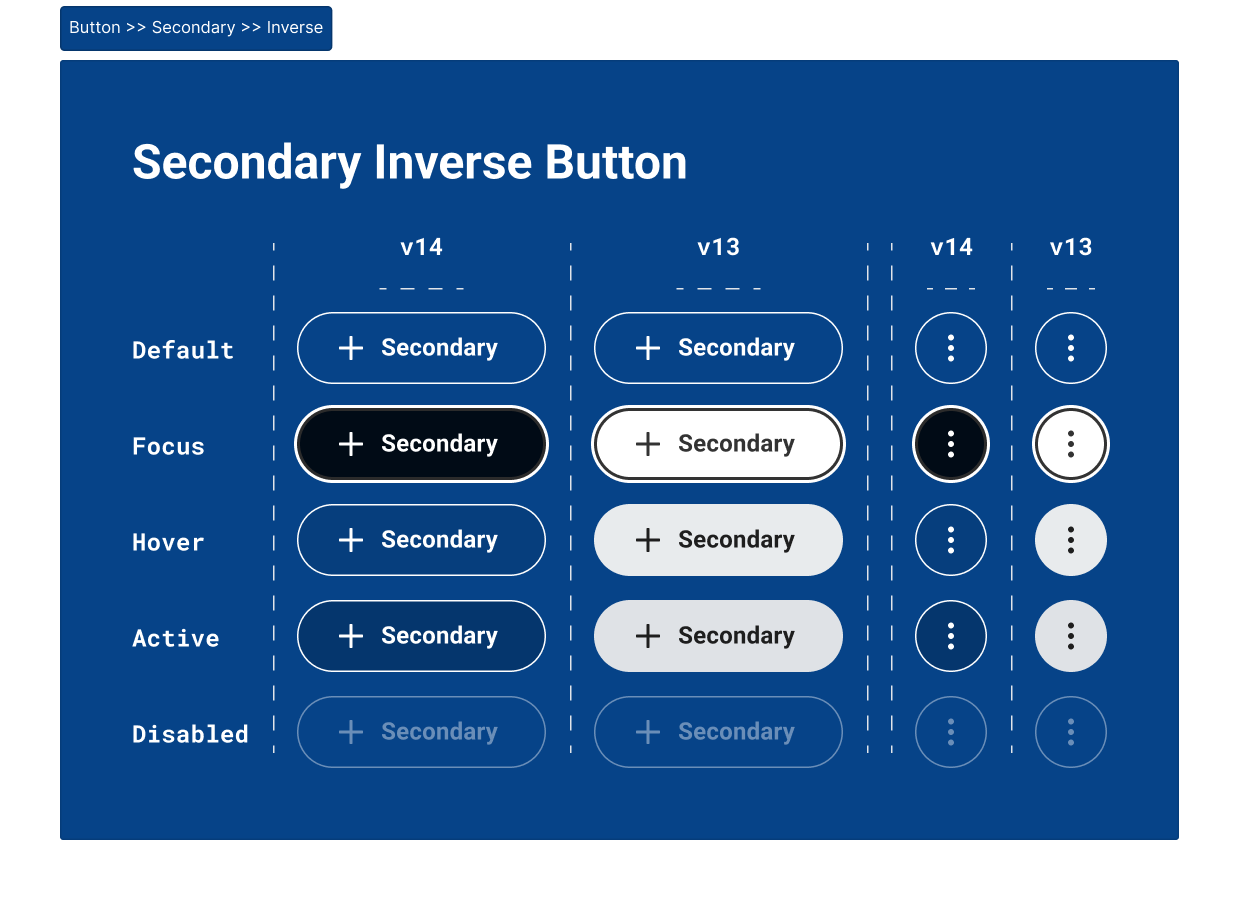 Button >> Secondary >> Inverse
Secondary Inverse Button
v14 v13 v14 v13
Default Secondary Secondary
Focus Secondary Secondary
Hover Secondary Secondary
Active Secondary Secondary
Disabled Secondary Secondary